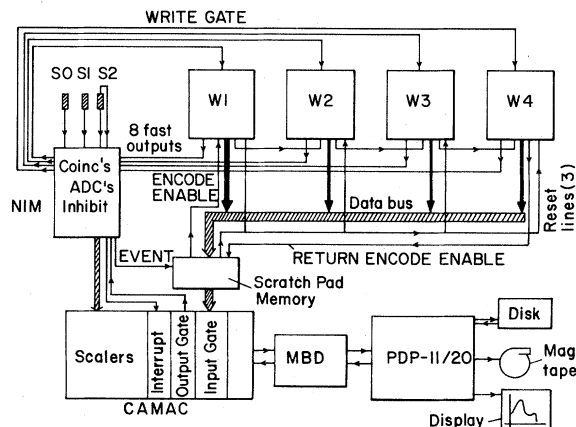 WRITE GATE
S0 S1 S2
W1
W2
W3
W4
8 fast
outputs
Coinc's
ADC's
Inhibit
NIM
ENCODE
ENABLE
Data bus
Reset
lines (3)
EVENT
RETURN ENCODE ENABLE
Scratch Pad
Memory
Scalers
Interrupt
Output Gate
Input Gate
CAMAC
MBD
PDP-11/20
Disk
Mag
tape
Display